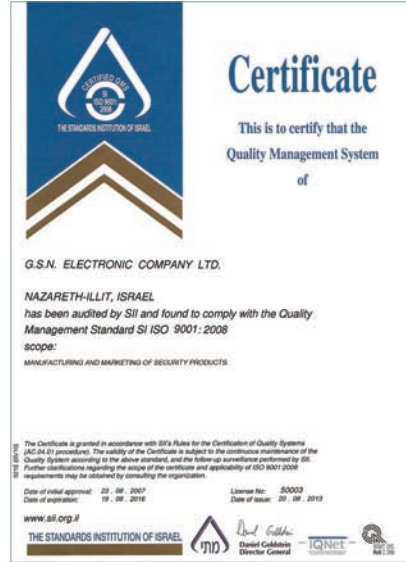 CERTIFIED QMS
SI
ISO 9001:
2008
THE STANDARDS INSTITUTION OF ISRAEL
Certificate
This is to certify that the
Quality Management System
of
G.S.N. ELECTRONIC COMPANY LTD.
NAZARETH-ILLIT, ISRAEL
has been audited by SII and found to comply with the Quality
Management Standard SI ISO 9001:2008
scope:
MANUFACTURING AND MARKETING OF SECURITY PRODUCTS
The Certificate is granted in accordance with SII's Rules for the Certification of Quality Systems
(AC.04.01 procedure). The validity of the Certificate is subject to the continuous maintenance of the
Quality System according to the above standard, and the follow-up surveillance performed by SII.
Further clarifications regarding the scope of the certificate and applicability of ISO 9001:2008
requirements may be obtained by consulting the organization.
Date of initial approval: 23 . 08 . 2007
License No: 50003
Date of expiration: 19 . 08 . 2016
Date of issue: 20 . 08 . 2013
www.sii.org.il
THE STANDARDS INSTITUTION OF ISRAEL
מתי
Daniel Goldstein
Director General
IQNet